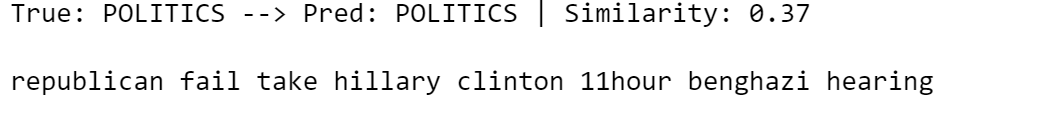 True: POLITICS --> Pred: POLITICS | Similarity: 0.37
republican fail take hillary clinton 11hour benghazi hearing